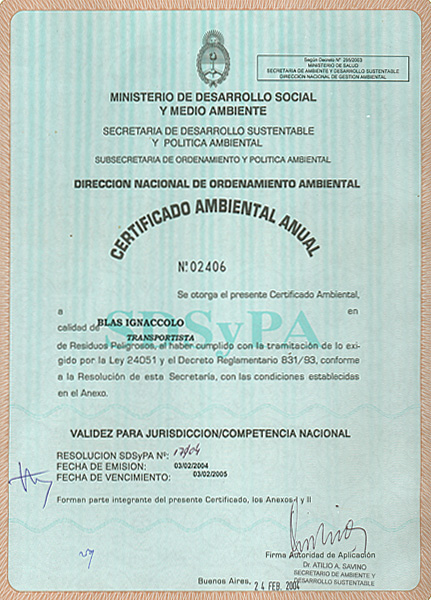 Según Decreto N° 295/2003
MINISTERIO DE SALUD
SECRETARIA DE AMBIENTE Y DESARROLLO SUSTENTABLE
DIRECCION NACIONAL DE GESTION AMBIENTAL
MINISTERIO DE DESARROLLO SOCIAL
Y MEDIO AMBIENTE
SECRETARIA DE DESARROLLO SUSTENTABLE
Y POLITICA AMBIENTAL
SUBSECRETARIA DE ORDENAMIENTO Y POLITICA AMBIENTAL
DIRECCION NACIONAL DE ORDENAMIENTO AMBIENTAL
CERTIFICADO AMBIENTAL ANUAL
Nº 02406
SDSyPA
Se otorga el presente Certificado Ambiental,
a BLAS IGNACCOLO en
calidad de TRANSPORTISTA
de Residuos Peligrosos, al haber cumplido con la tramitación de lo exi-
gido por la Ley 24051 y el Decreto Reglamentario 831/93, conforme
a la Resolución de esta Secretaría, con las condiciones establecidas
en el Anexo.
VALIDEZ PARA JURISDICCION/COMPETENCIA NACIONAL
RESOLUCION SDSyPA Nº:
FECHA DE EMISION: 03/02/2004
FECHA DE VENCIMIENTO: 03/02/2005
Forman parte integrante del presente Certificado, los Anexos I y II
Firma Autoridad de Aplicación
Dr. ATILIO A. SAVINO
SECRETARIO DE AMBIENTE Y
DESARROLLO SUSTENTABLE
Buenos Aires, 24 FEB. 2004